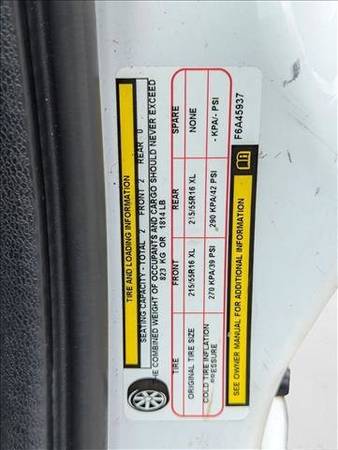 TIRE AND LOADING INFORMATION
SEATING CAPACITY - TOTAL 2 FRONT 2 REAR 0
HE COMBINED WEIGHT OF OCCUPANTS AND CARGO SHOULD NEVER EXCEED
823 KG OR 1814 LB
TIRE FRONT REAR SPARE
ORIGINAL TIRE SIZE 215/55R16 XL 215/55R16 XL NONE
COLD TIRE INFLATION PRESSURE 270 KPA/39 PSI 290 KPA/42 PSI - KPA/- PSI
SEE OWNER MANUAL FOR ADDITIONAL INFORMATION
F6A45937